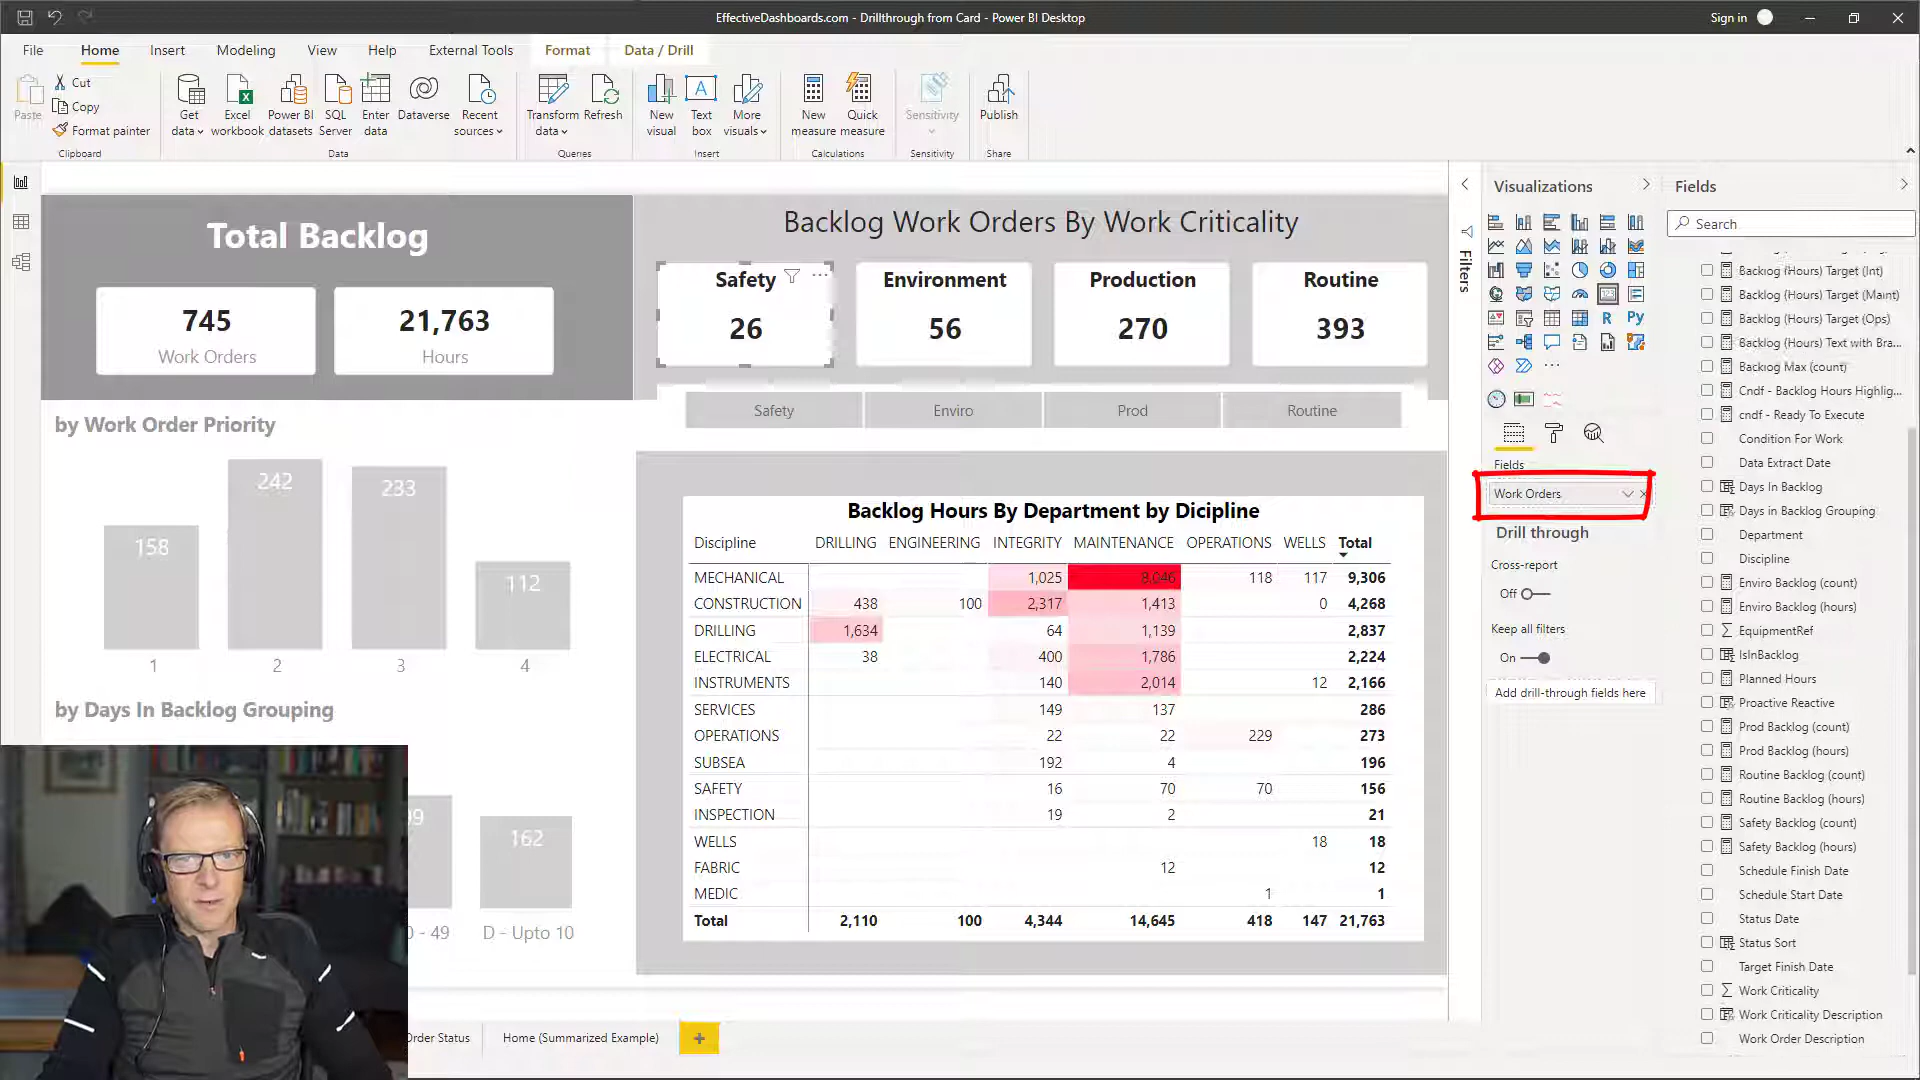 EffectiveDashboards.com - Drillthrough from Card - Power BI Desktop
Sign in
File Home Insert Modeling View Help External Tools Format Data / Drill
Paste
Cut
Copy
Format painter
Clipboard
Get data
Excel workbook
Power BI datasets
SQL Server
Enter data
Dataverse
Recent sources
Data
Transform data
Refresh
Queries
New visual
Text box
More visuals
Insert
New measure
Quick measure
Calculations
Sensitivity
Sensitivity
Publish
Share
Total Backlog
745
Work Orders
21,763
Hours
by Work Order Priority
158 242 233 112
1 2 3 4
by Days In Backlog Grouping
162
0 - 49 D - Upto 10
Backlog Work Orders By Work Criticality
Safety
26
Environment
56
Production
270
Routine
393
Safety Enviro Prod Routine
Backlog Hours By Department by Dicipline
Discipline DRILLING ENGINEERING INTEGRITY MAINTENANCE OPERATIONS WELLS Total
MECHANICAL 1,025 8,046 118 117 9,306
CONSTRUCTION 438 100 2,317 1,413 0 4,268
DRILLING 1,634 64 1,139 2,837
ELECTRICAL 38 400 1,786 2,224
INSTRUMENTS 140 2,014 12 2,166
SERVICES 149 137 286
OPERATIONS 22 22 229 273
SUBSEA 192 4 196
SAFETY 16 70 70 156
INSPECTION 19 2 21
WELLS 18 18
FABRIC 12 12
MEDIC 1 1
Total 2,110 100 4,344 14,645 418 147 21,763
Order Status
Home (Summarized Example)
Filters
Visualizations
R Py
Fields
Work Orders
Drill through
Cross-report
Off
Keep all filters
On
Add drill-through fields here
Fields
Search
Backlog (Hours) Target (Int)
Backlog (Hours) Target (Maint)
Backlog (Hours) Target (Ops)
Backlog (Hours) Text with Bra...
Backlog Max (count)
Cndf - Backlog Hours Highlig...
cndf - Ready To Execute
Condition For Work
Data Extract Date
Days In Backlog
Days in Backlog Grouping
Department
Discipline
Enviro Backlog (count)
Enviro Backlog (hours)
EquipmentRef
IsInBacklog
Planned Hours
Proactive Reactive
Prod Backlog (count)
Prod Backlog (hours)
Routine Backlog (count)
Routine Backlog (hours)
Safety Backlog (count)
Safety Backlog (hours)
Schedule Finish Date
Schedule Start Date
Status Date
Status Sort
Target Finish Date
Work Criticality
Work Criticality Description
Work Order Description